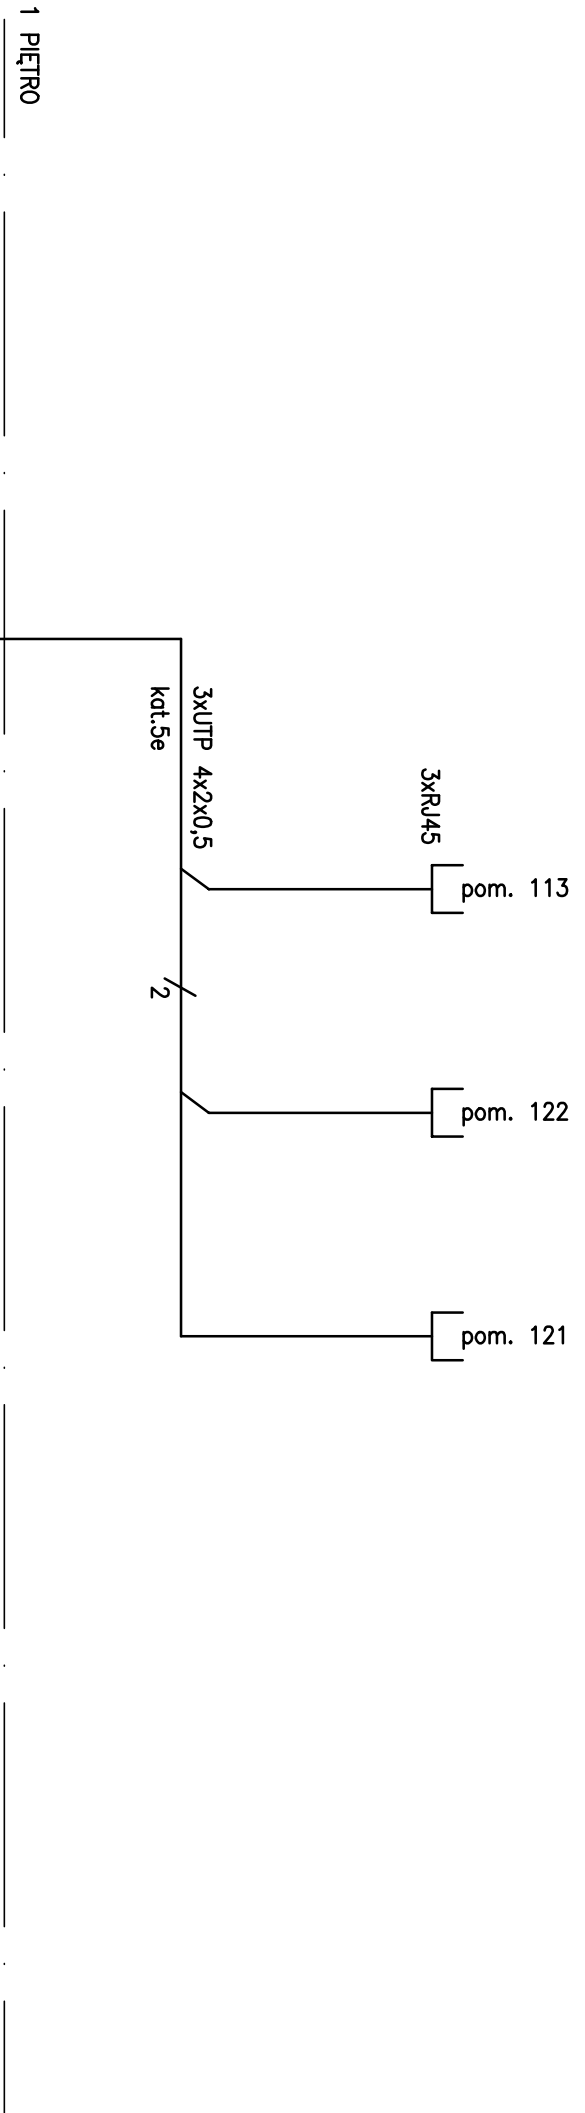 1 PIĘTRO
3xUTP 4x2x0,5
kat.5e
3xRJ45
pom. 113
2
pom. 122
pom. 121